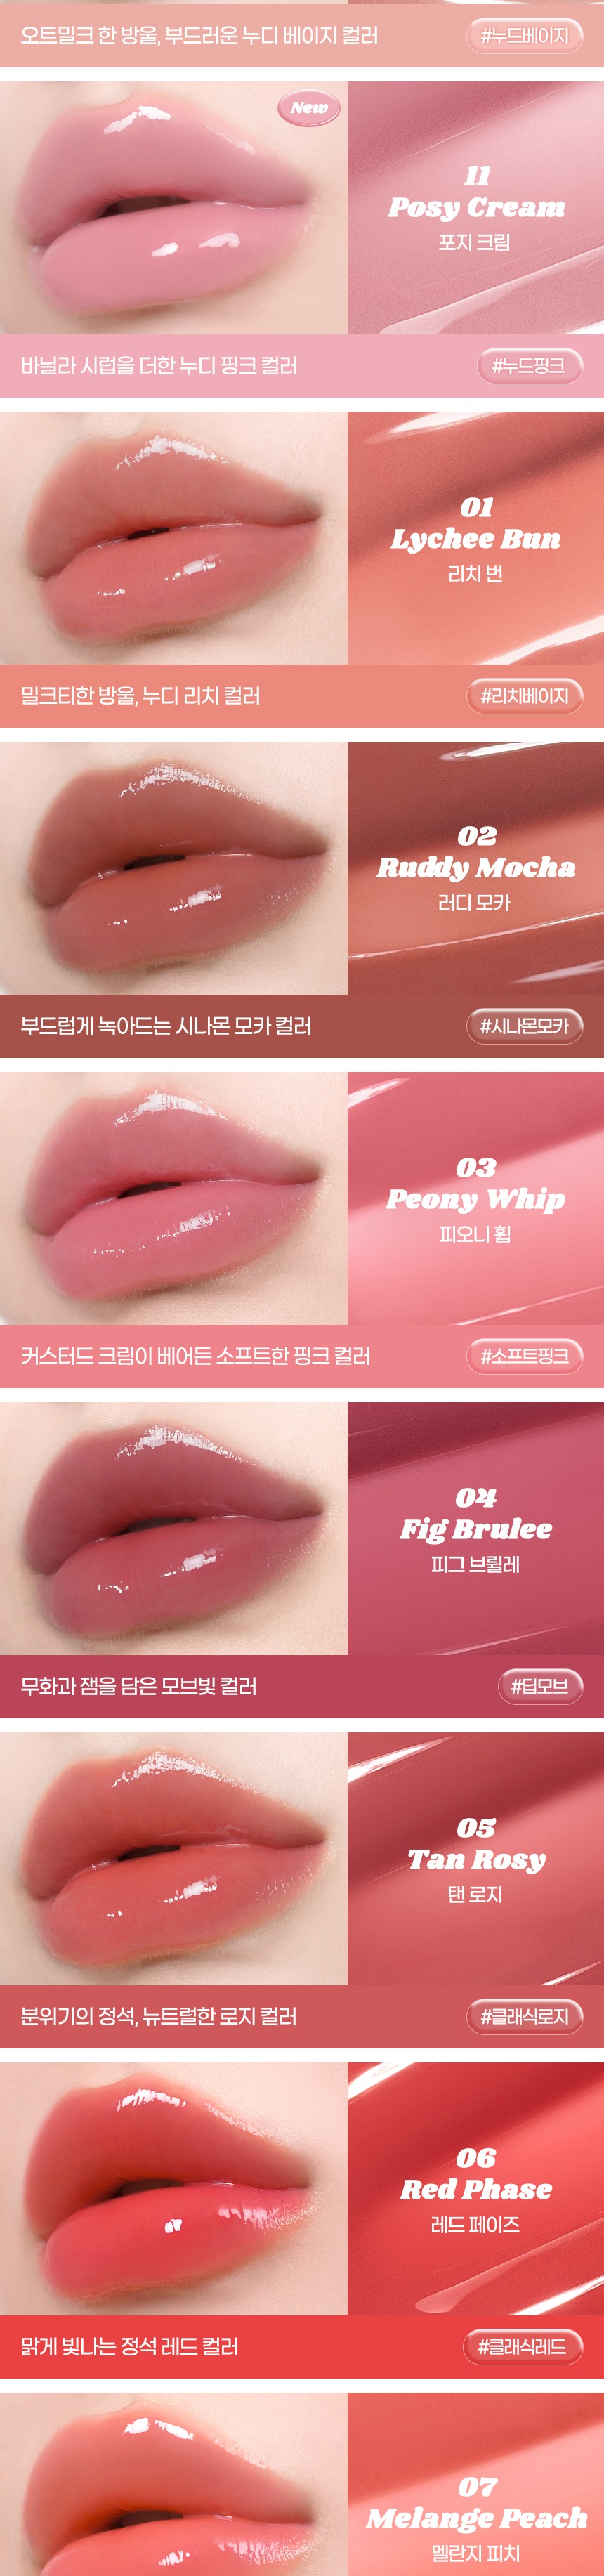 오트밀크 한 방울, 부드러운 누디 베이지 컬러
#누드베이지
New
11
Posy Cream
포지 크림
바닐라 시럽을 더한 누디 핑크 컬러
#누드핑크
01
Lychee Bun
리치 번
밀크티한 방울, 누디 리치 컬러
#리치베이지
02
Ruddy Mocha
러디 모카
부드럽게 녹아드는 시나몬 모카 컬러
#시나몬모카
03
Peony Whip
피오니 휩
커스터드 크림이 베어든 소프트한 핑크 컬러
#소프트핑크
04
Fig Brulee
피그 브륄레
무화과 잼을 담은 모브빛 컬러
#딥모브
05
Tan Rosy
탠 로지
분위기의 정석, 뉴트럴한 로지 컬러
#클래식로지
06
Red Phase
레드 페이즈
맑게 빛나는 정석 레드 컬러
#클래식레드
07
Melange Peach
멜란지 피치